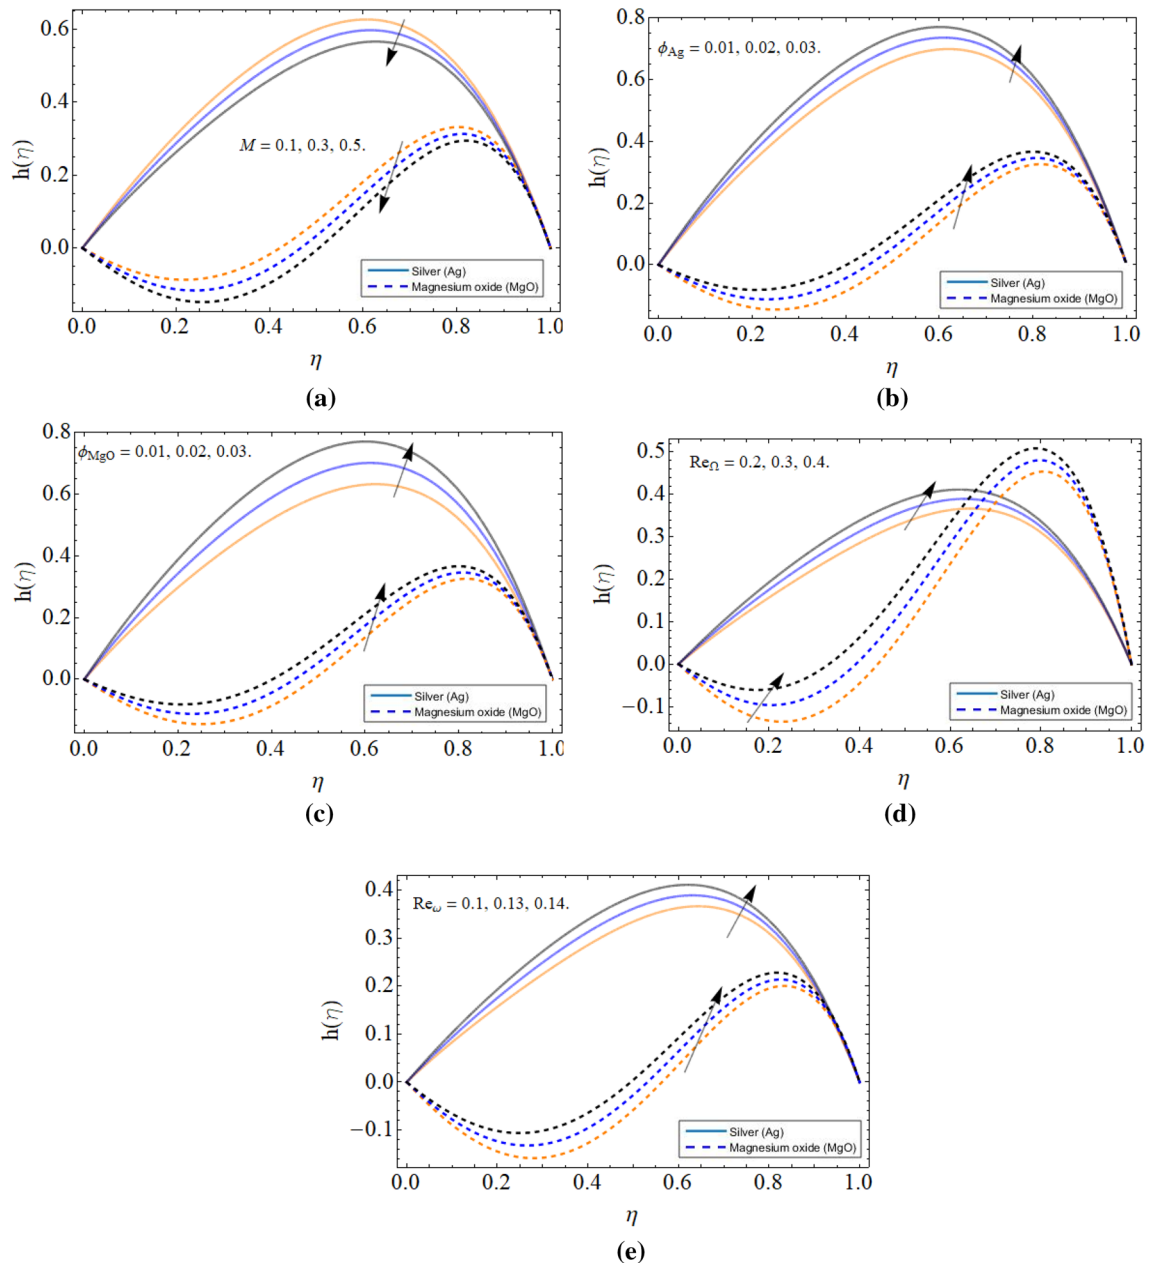 h(η)
0.6
0.4
0.2
0.0
M = 0.1, 0.3, 0.5.
Silver (Ag)
Magnesium oxide (MgO)
0.0 0.2 0.4 0.6 0.8 1.0
η
(a)
h(η)
0.8
0.6
0.4
0.2
0.0
ϕAg = 0.01, 0.02, 0.03.
Silver (Ag)
Magnesium oxide (MgO)
0.0 0.2 0.4 0.6 0.8 1.0
η
(b)
h(η)
0.8
0.6
0.4
0.2
0.0
ϕMgO = 0.01, 0.02, 0.03.
Silver (Ag)
Magnesium oxide (MgO)
0.0 0.2 0.4 0.6 0.8 1.0
η
(c)
h(η)
0.5
0.4
0.3
0.2
0.1
0.0
−0.1
ReΩ = 0.2, 0.3, 0.4.
Silver (Ag)
Magnesium oxide (MgO)
0.0 0.2 0.4 0.6 0.8 1.0
η
(d)
h(η)
0.4
0.3
0.2
0.1
0.0
−0.1
Reω = 0.1, 0.13, 0.14.
Silver (Ag)
Magnesium oxide (MgO)
0.0 0.2 0.4 0.6 0.8 1.0
η
(e)